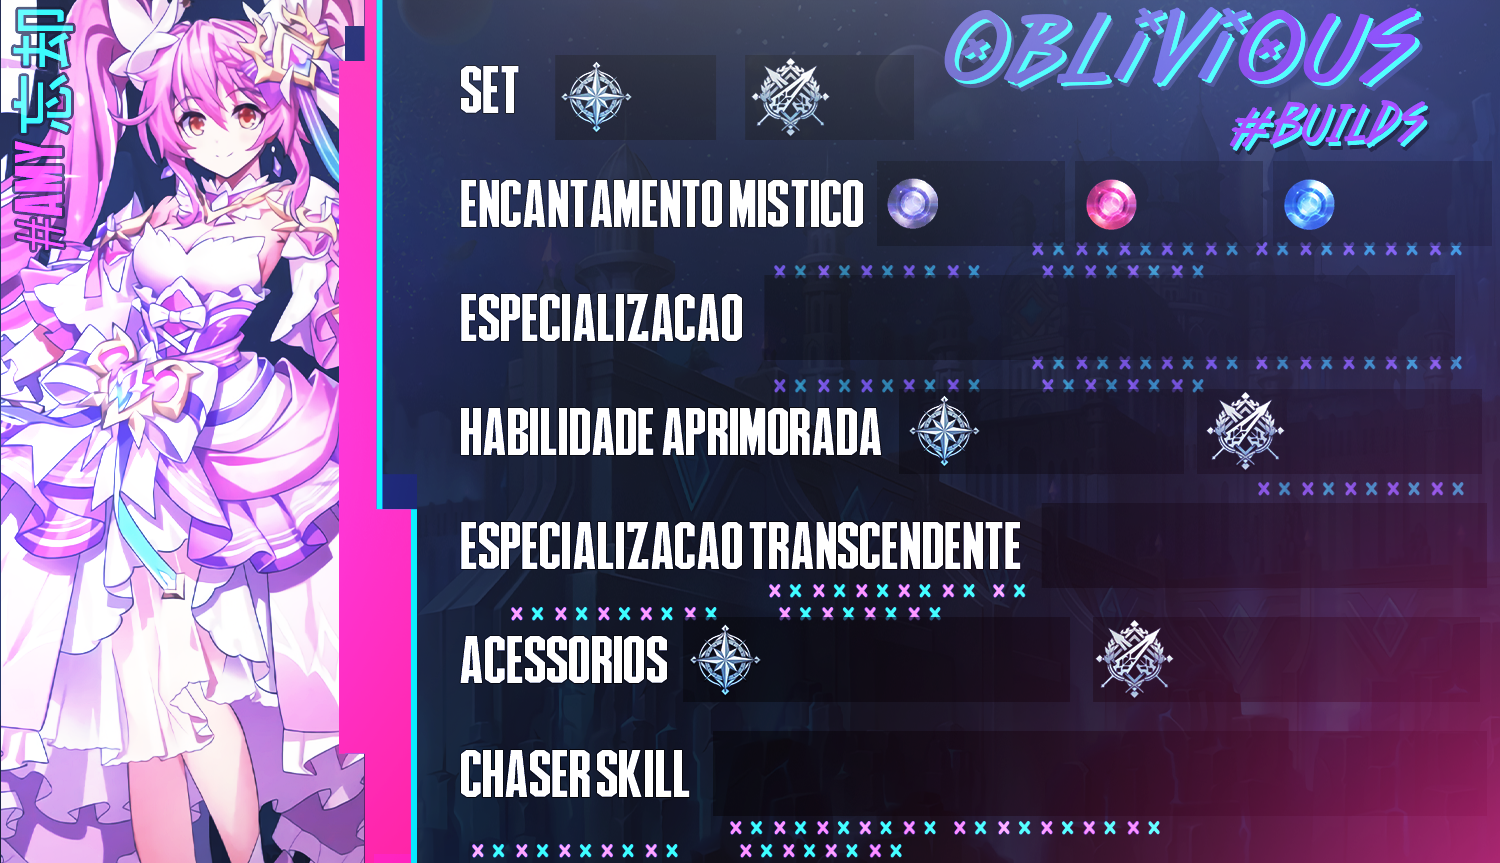 OBLIVIOUS
#BUILDS
#AMY 忘却
SET
ENCANTAMENTO MISTICO
ESPECIALIZACAO
HABILIDADE APRIMORADA
ESPECIALIZACAO TRANSCENDENTE
ACESSORIOS
CHASER SKILL